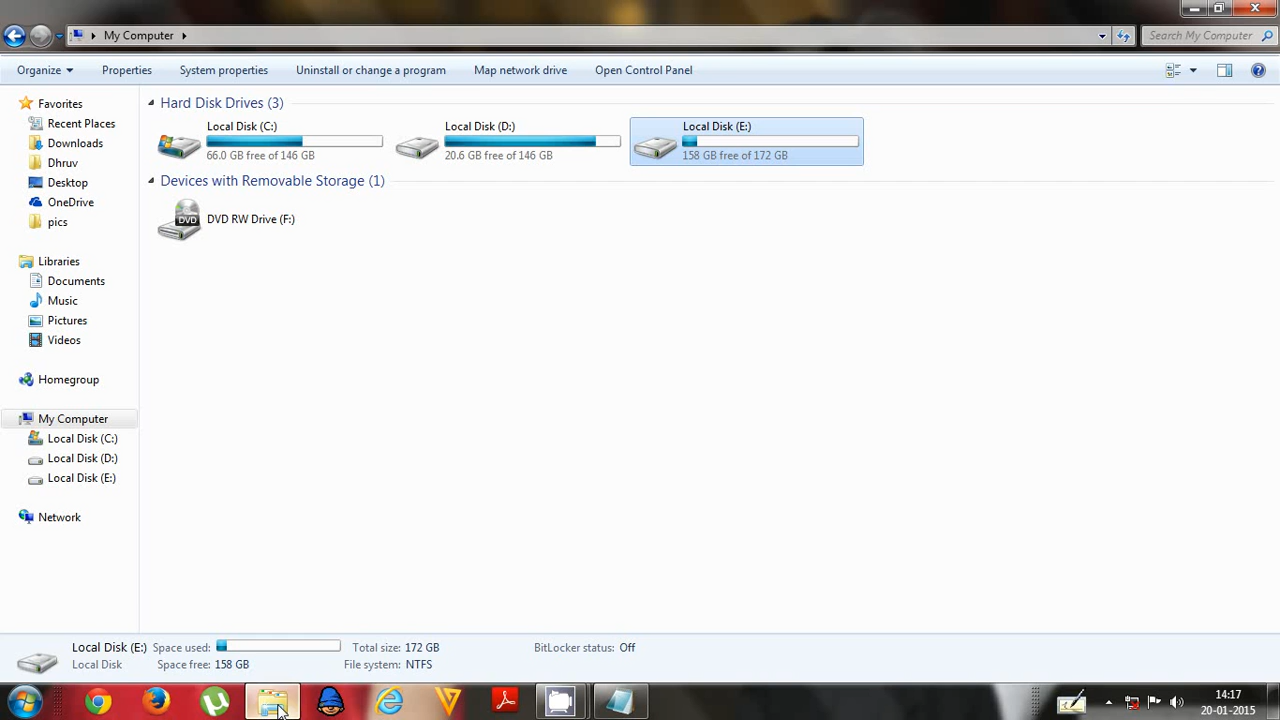 My Computer
Search My Computer
Organize
Properties
System properties
Uninstall or change a program
Map network drive
Open Control Panel
Favorites
Recent Places
Downloads
Dhruv
Desktop
OneDrive
pics
Libraries
Documents
Music
Pictures
Videos
Homegroup
My Computer
Local Disk (C:)
Local Disk (D:)
Local Disk (E:)
Network
Hard Disk Drives (3)
Local Disk (C:)
66.0 GB free of 146 GB
Local Disk (D:)
20.6 GB free of 146 GB
Local Disk (E:)
158 GB free of 172 GB
Devices with Removable Storage (1)
DVD
DVD RW Drive (F:)
Local Disk (E:) Space used: Total size: 172 GB BitLocker status: Off
Local Disk Space free: 158 GB File system: NTFS
14:17
20-01-2015